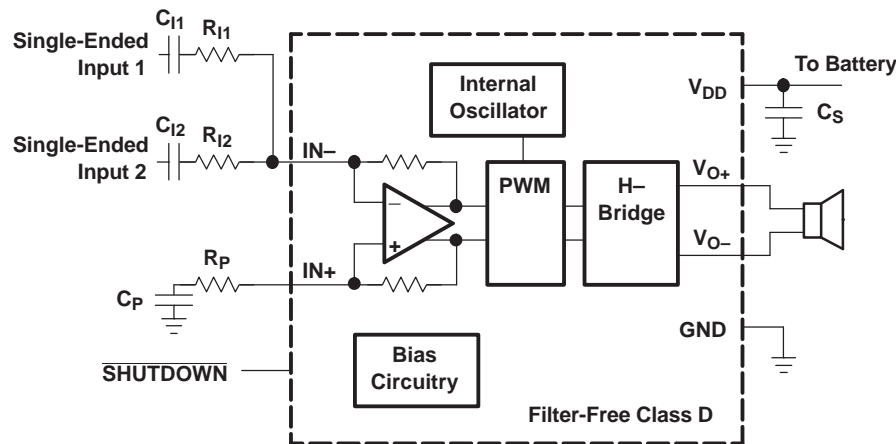 Single-Ended
Input 1
C_I1
R_I1
Single-Ended
Input 2
C_I2
R_I2
IN–
Internal
Oscillator
V_DD
To Battery
C_S
PWM
H–
Bridge
V_O+
V_O–
–
+
IN+
R_P
C_P
GND
SHUTDOWN
Bias
Circuitry
Filter-Free Class D